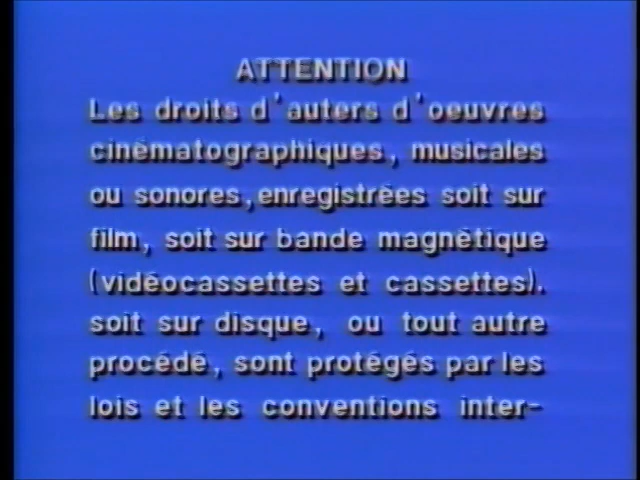 ATTENTION
Les droits d'auters d'oeuvres
cinématographiques, musicales
ou sonores, enregistrées soit sur
film, soit sur bande magnétique
(vidéocassettes et cassettes).
soit sur disque, ou tout autre
procédé, sont protégés par les
lois et les conventions inter-